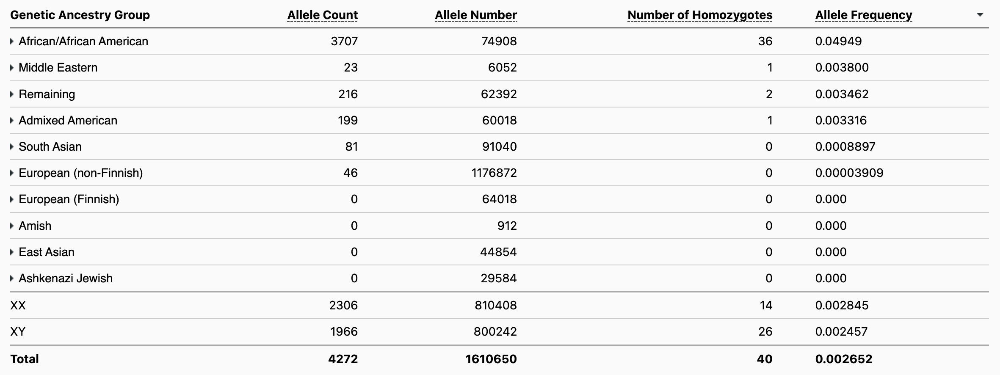 Genetic Ancestry Group Allele Count Allele Number Number of Homozygotes Allele Frequency
African/African American 3707 74908 36 0.04949
Middle Eastern 23 6052 1 0.003800
Remaining 216 62392 2 0.003462
Admixed American 199 60018 1 0.003316
South Asian 81 91040 0 0.0008897
European (non-Finnish) 46 1176872 0 0.00003909
European (Finnish) 0 64018 0 0.000
Amish 0 912 0 0.000
East Asian 0 44854 0 0.000
Ashkenazi Jewish 0 29584 0 0.000
XX 2306 810408 14 0.002845
XY 1966 800242 26 0.002457
Total 4272 1610650 40 0.002652